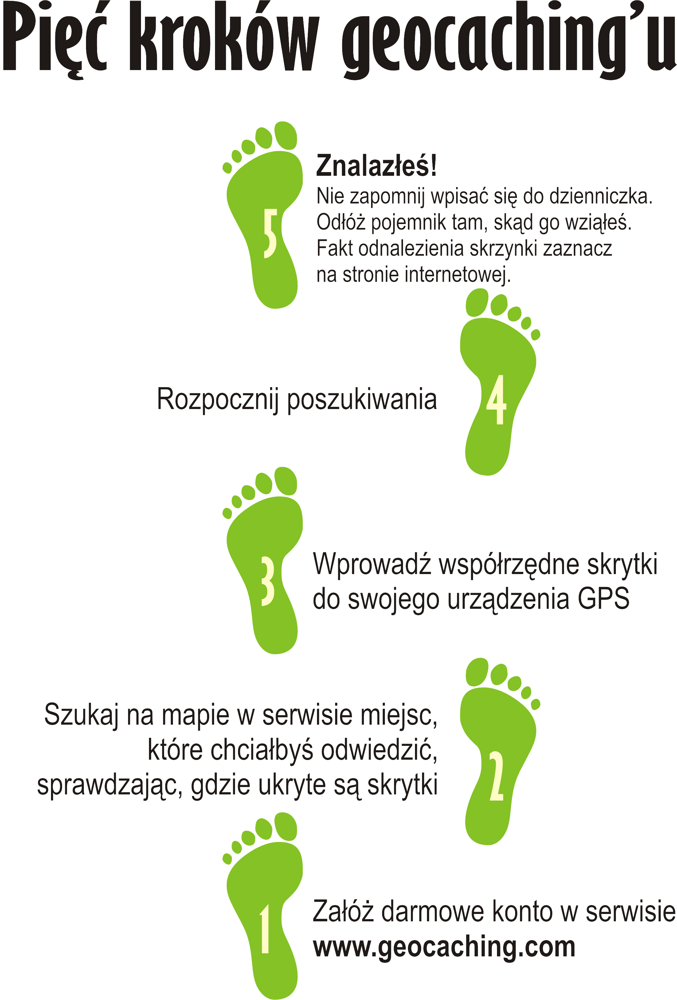 Pięć kroków geocaching'u
Znalazłeś!
Nie zapomnij wpisać się do dzienniczka.
Odłóż pojemnik tam, skąd go wziąłeś.
Fakt odnalezienia skrzynki zaznacz
na stronie internetowej.
5
Rozpocznij poszukiwania
4
3
Wprowadź współrzędne skrytki
do swojego urządzenia GPS
Szukaj na mapie w serwisie miejsc,
które chciałbyś odwiedzić,
sprawdzając, gdzie ukryte są skrytki
2
1
Załóż darmowe konto w serwisie
www.geocaching.com